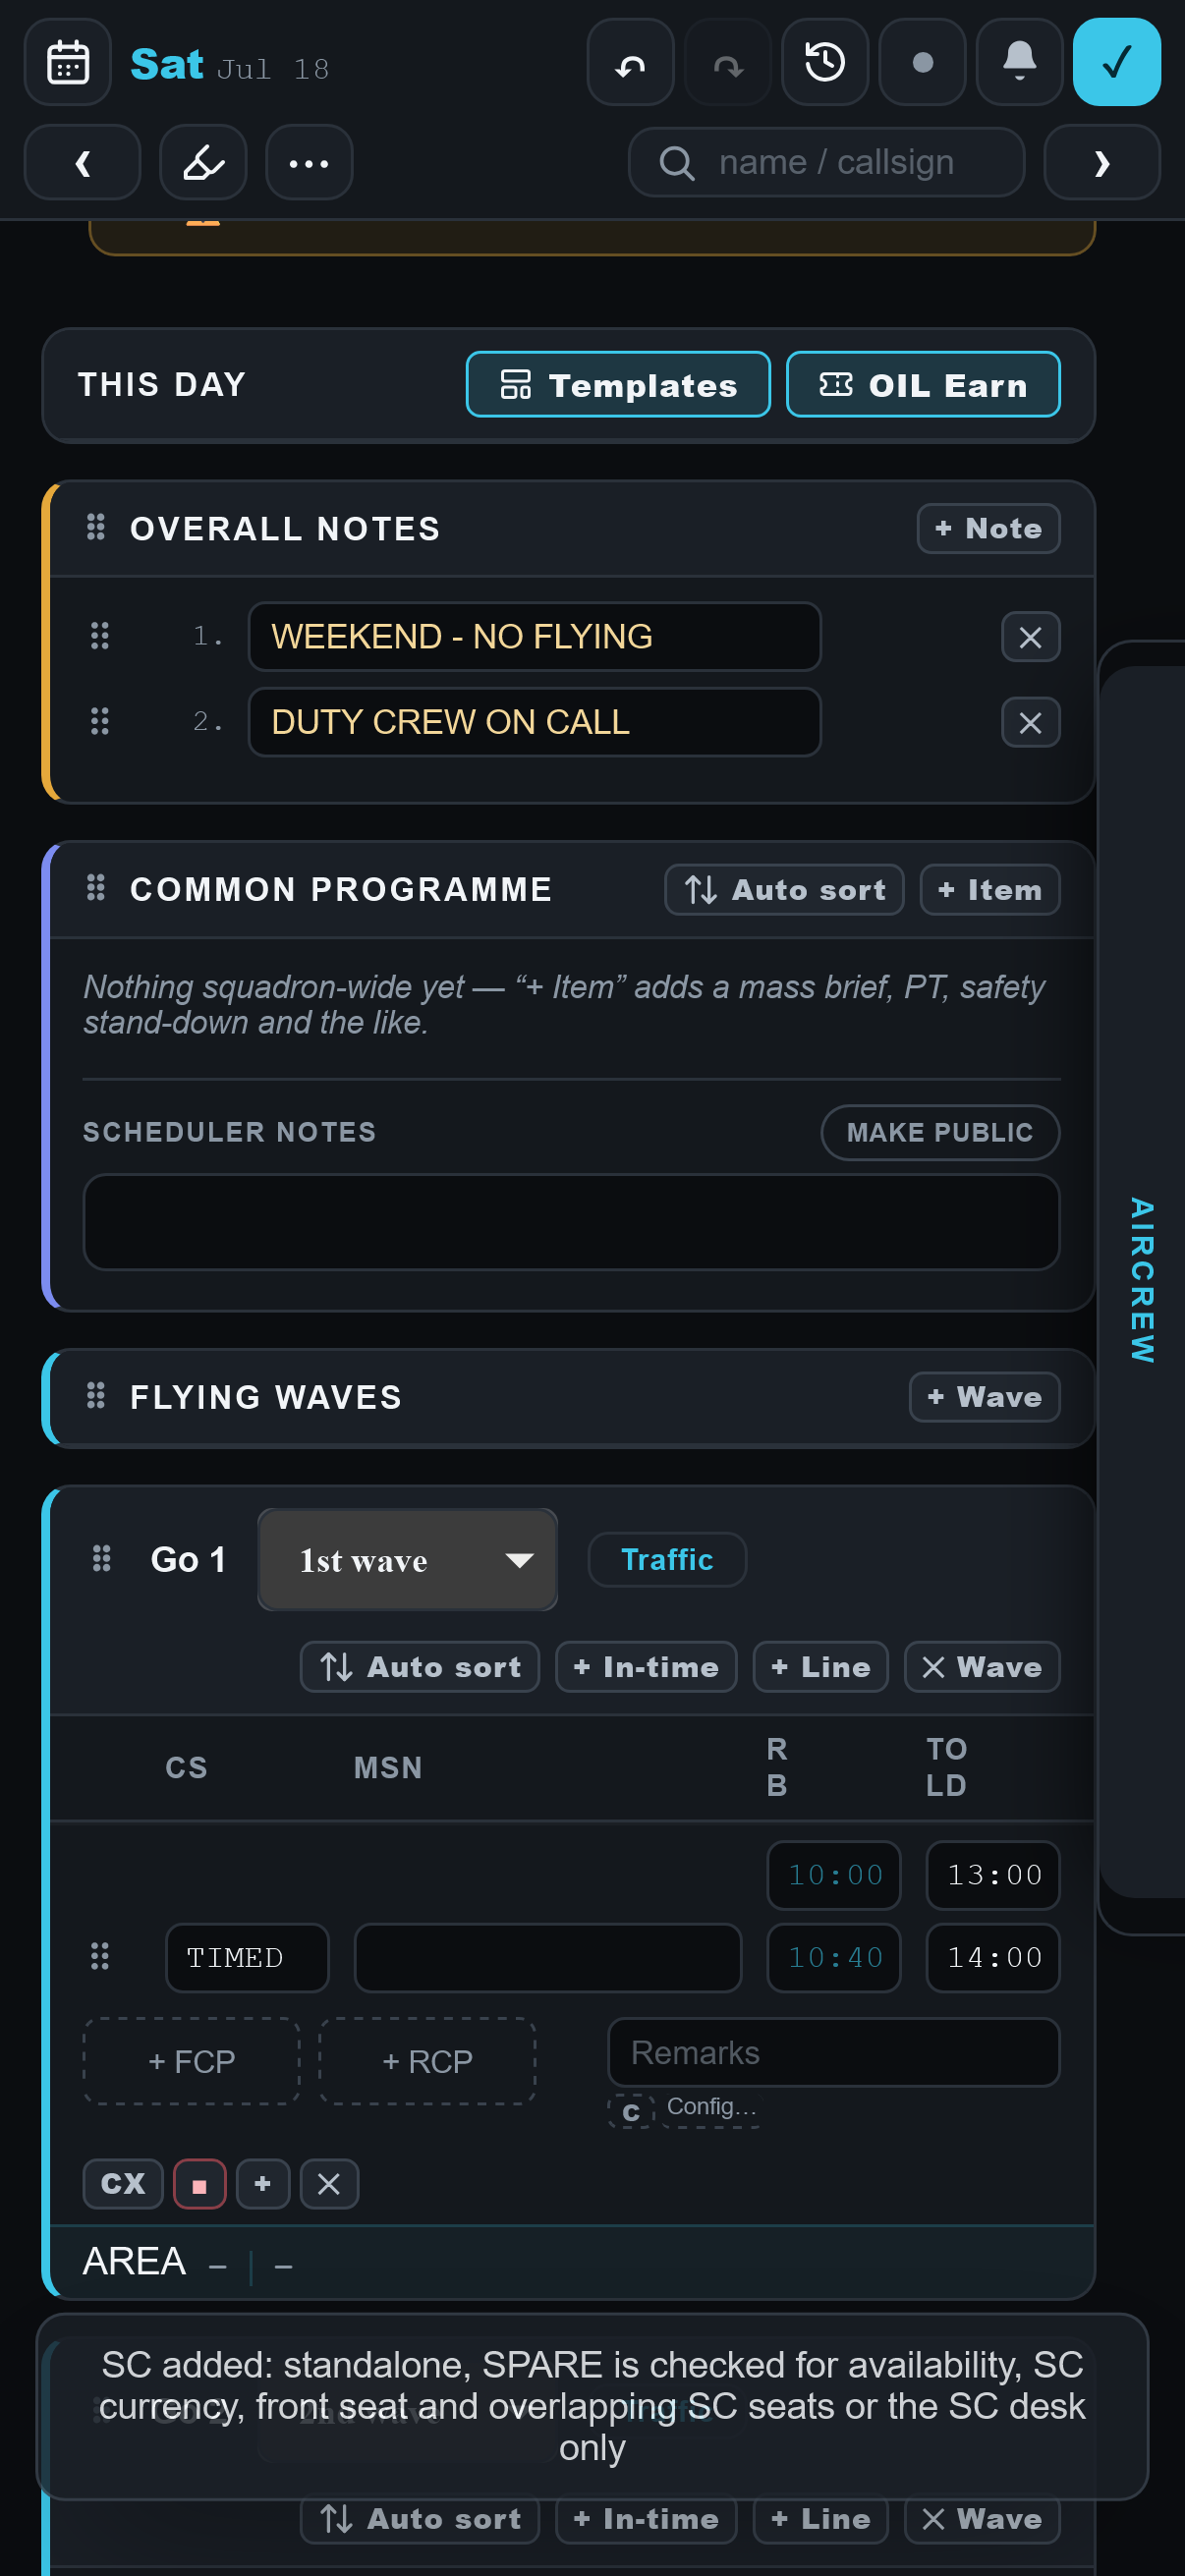 Sat Jul 18
name / callsign
THIS DAY
Templates
OIL Earn
OVERALL NOTES
+ Note
1. WEEKEND - NO FLYING
2. DUTY CREW ON CALL
COMMON PROGRAMME
Auto sort
+ Item
Nothing squadron-wide yet — “+ Item” adds a mass brief, PT, safety
stand-down and the like.
SCHEDULER NOTES
MAKE PUBLIC
AIRCREW
FLYING WAVES
+ Wave
Go 1
1st wave
Traffic
Auto sort
+ In-time
+ Line
× Wave
CS
MSN
R
B
TO
LD
10:00
13:00
TIMED
10:40
14:00
+ FCP
+ RCP
Remarks
C
Config...
CX
+
×
AREA – | –
SC added: standalone, SPARE is checked for availability, SC
currency, front seat and overlapping SC seats or the SC desk
only
Go 2
2nd wave
Traffic
Auto sort
+ In-time
+ Line
× Wave